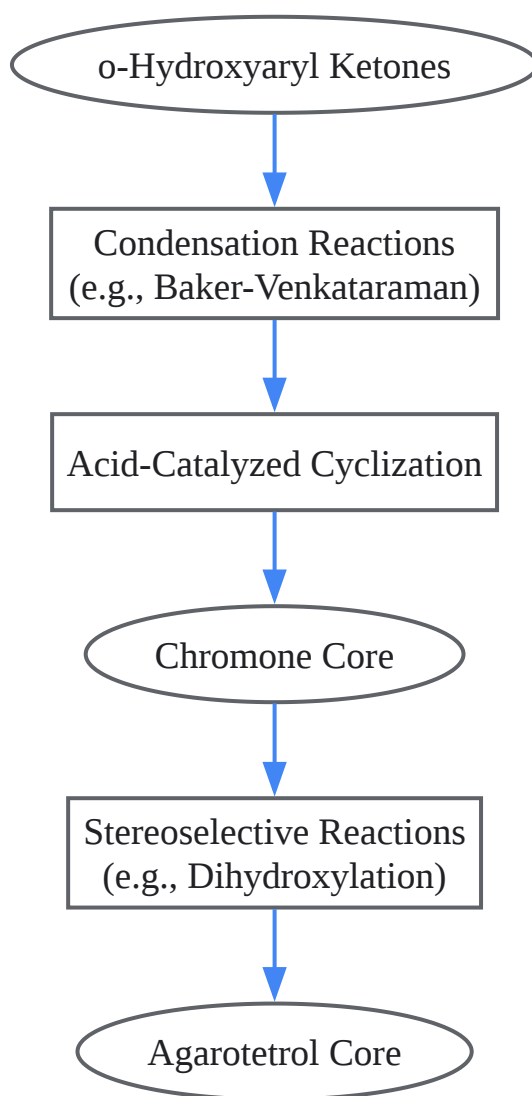 o-Hydroxyaryl Ketones
Condensation Reactions
(e.g., Baker-Venkataraman)
Acid-Catalyzed Cyclization
Chromone Core
Stereoselective Reactions
(e.g., Dihydroxylation)
Agarotetrol Core